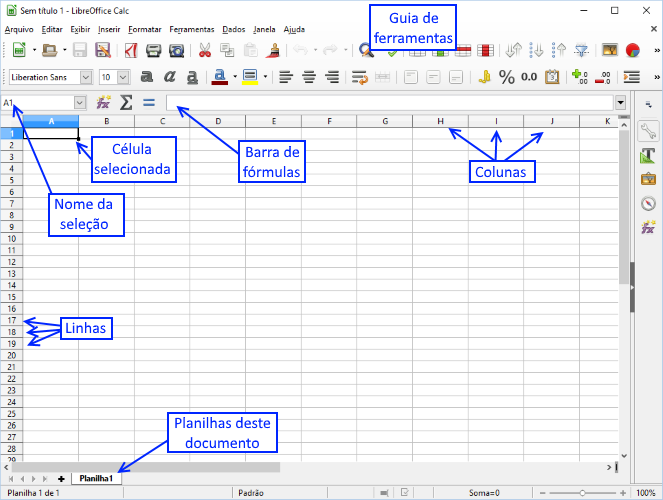 Sem título 1 - LibreOffice Calc
Guia de
ferramentas
Arquivo Editar Exibir Inserir Formatar Ferramentas Dados Janela Ajuda
Liberation Sans 10 a a a a % 0.0
A1
A B C D E F G H I J K
1
2
3
4
5
6
7
8
9
10
11
12
13
14
15
16
17
18
19
20
21
22
23
24
25
26
27
28
29
Célula
selecionada
Barra de
fórmulas
Colunas
Nome da
seleção
Linhas
Planilhas deste
documento
Planilha1
Planilha 1 de 1 Padrão Soma=0 100%